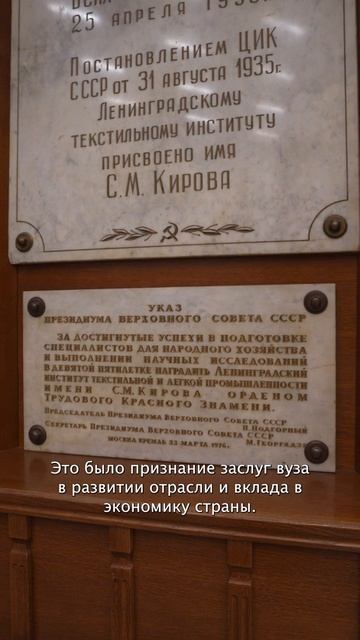 25 АПРЕЛЯ
ПОСТАНОВЛЕНИЕМ ЦИК
СССР ОТ 31 АВГУСТА 1935г.
ЛЕНИНГРАДСКОМУ
ТЕКСТИЛЬНОМУ ИНСТИТУТУ
ПРИСВОЕНО ИМЯ
С.М. КИРОВА
УКАЗ
ПРЕЗИДИУМА ВЕРХОВНОГО СОВЕТА СССР
ЗА ДОСТИГНУТЫЕ УСПЕХИ В ПОДГОТОВКЕ
СПЕЦИАЛИСТОВ ДЛЯ НАРОДНОГО ХОЗЯЙСТВА
И ВЫПОЛНЕНИИ НАУЧНЫХ ИССЛЕДОВАНИЙ
В ДЕВЯТОЙ ПЯТИЛЕТКЕ НАГРАДИТЬ ЛЕНИНГРАДСКИЙ
ИНСТИТУТ ТЕКСТИЛЬНОЙ И ЛЕГКОЙ ПРОМЫШЛЕННОСТИ
ИМЕНИ С.М. КИРОВА ОРДЕНОМ
ТРУДОВОГО КРАСНОГО ЗНАМЕНИ.
ПРЕДСЕДАТЕЛЬ ПРЕЗИДИУМА ВЕРХОВНОГО СОВЕТА СССР
Н.ПОДГОРНЫЙ
СЕКРЕТАРЬ ПРЕЗИДИУМА ВЕРХОВНОГО СОВЕТА СССР
М.ГЕОРГАДЗЕ
МОСКВА КРЕМЛЬ 22 МАРТА 1976г.
Это было признание заслуг вуза
в развитии отрасли и вклада в
экономику страны.